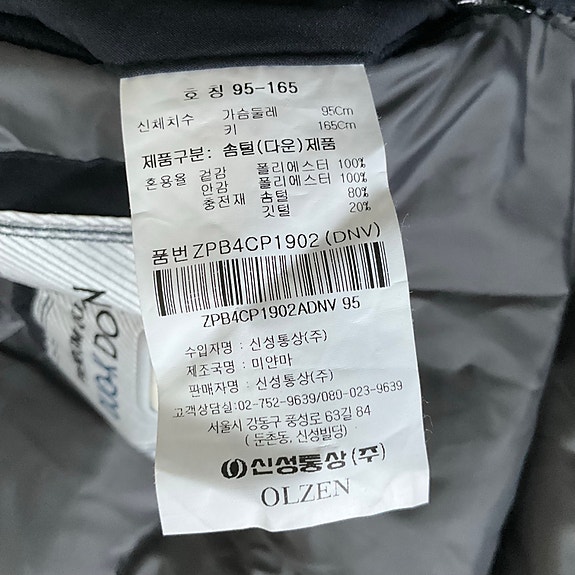 호 칭 95-165
신체치수 가슴둘레 95Cm
키 165Cm
제품구분: 솜털(다운)제품
혼용율 겉감 폴리에스터 100%
안감 폴리에스터 100%
충전재 솜털 80%
깃털 20%
품번 ZPB4CP1902 (DNV)
ZPB4CP1902ADNV 95
수입자명 : 신성통상(주)
제조국명 : 미얀마
판매자명 : 신성통상(주)
고객상담실:02-752-9639/080-023-9639
서울시 강동구 풍성로 63길 84
( 둔촌동, 신성빌딩)
신성통상(주)
OLZEN